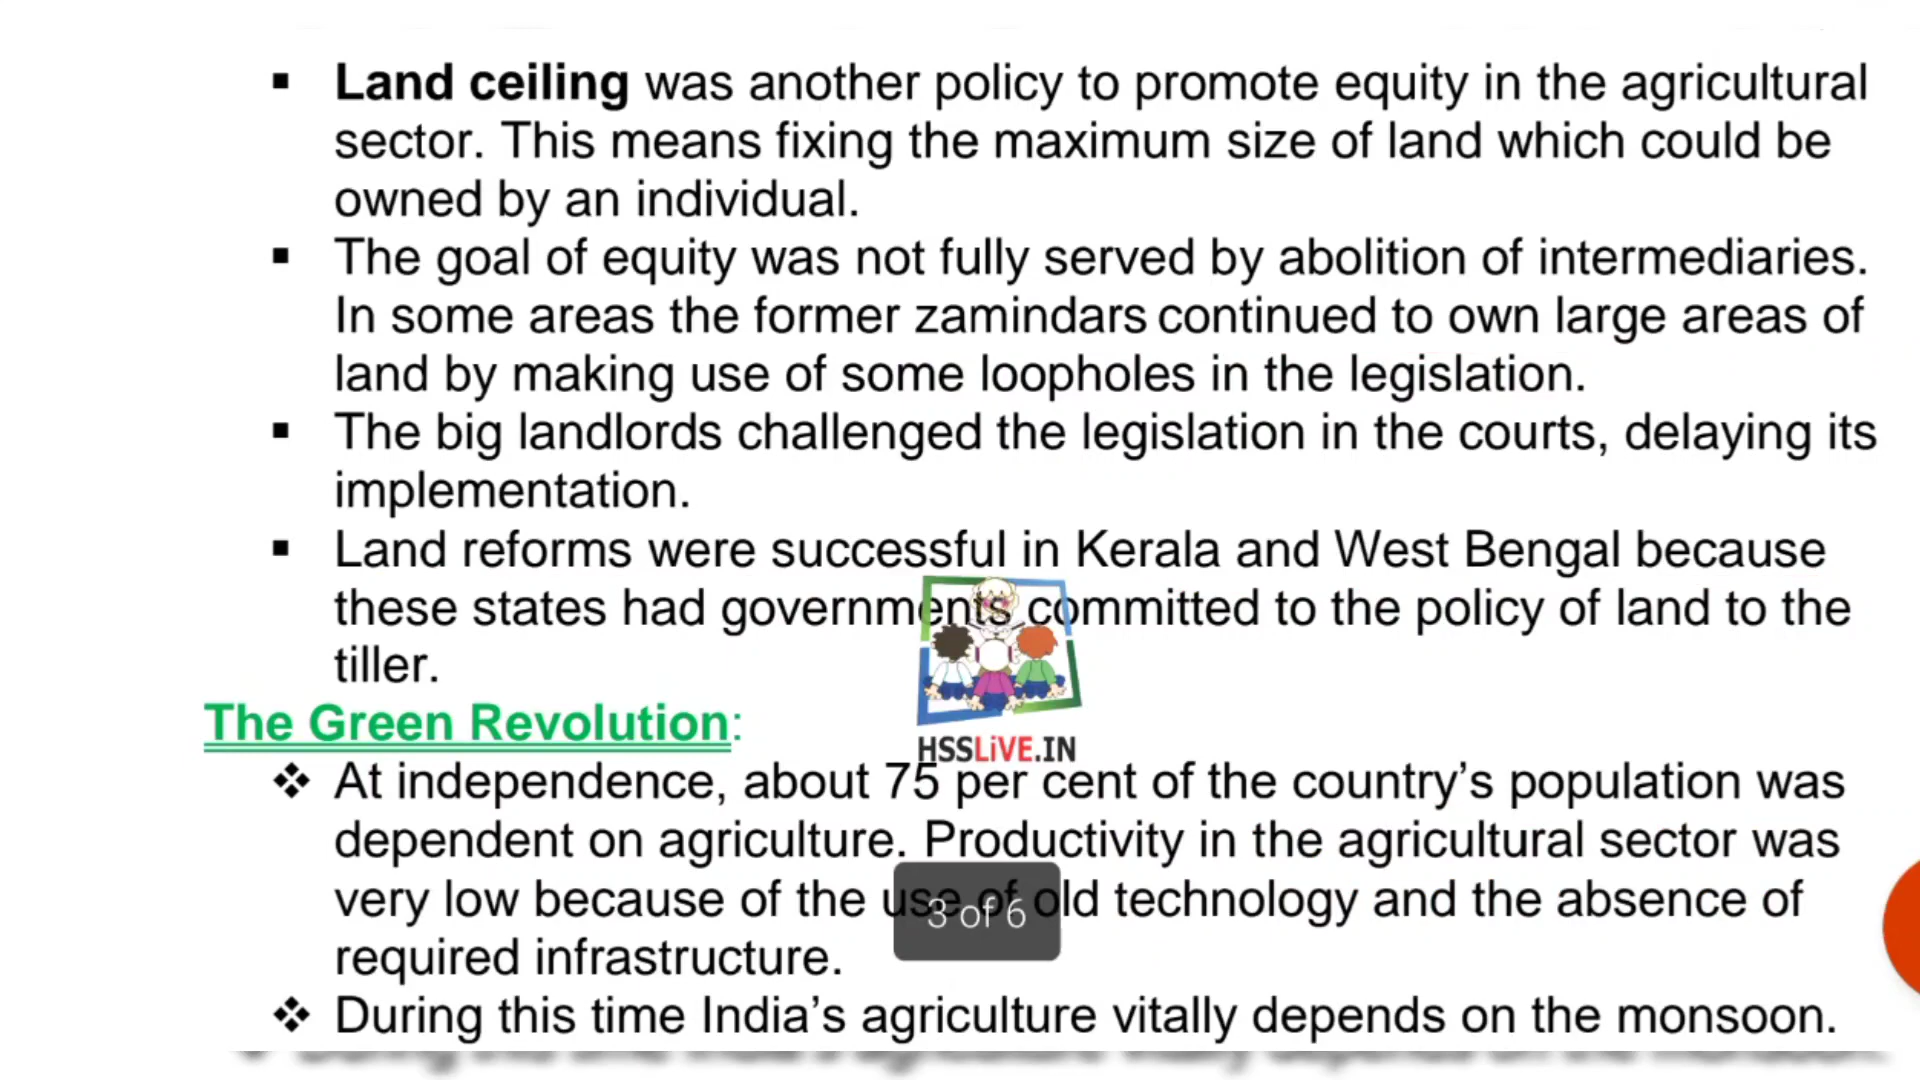 ▪ Land ceiling was another policy to promote equity in the agricultural
sector. This means fixing the maximum size of land which could be
owned by an individual.
▪ The goal of equity was not fully served by abolition of intermediaries.
In some areas the former zamindars continued to own large areas of
land by making use of some loopholes in the legislation.
▪ The big landlords challenged the legislation in the courts, delaying its
implementation.
▪ Land reforms were successful in Kerala and West Bengal because
these states had governments committed to the policy of land to the
tiller.
The Green Revolution:
HSSLiVE.IN
❖ At independence, about 75 per cent of the country’s population was
dependent on agriculture. Productivity in the agricultural sector was
very low because of the use of old technology and the absence of
3 of 6
required infrastructure.
❖ During this time India’s agriculture vitally depends on the monsoon.